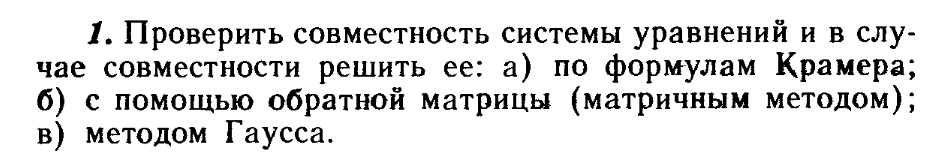 1. Проверить совместность системы уравнений и в слу-
чае совместности решить ее: а) по формулам Крамера;
б) с помощью обратной матрицы (матричным методом);
в) методом Гаусса.